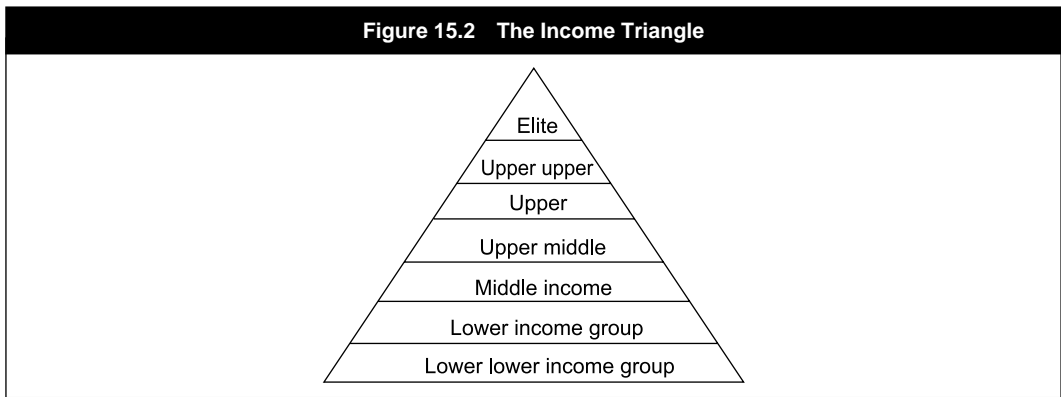 Figure 15.2 The Income Triangle
Elite
Upper upper
Upper
Upper middle
Middle income
Lower income group
Lower lower income group